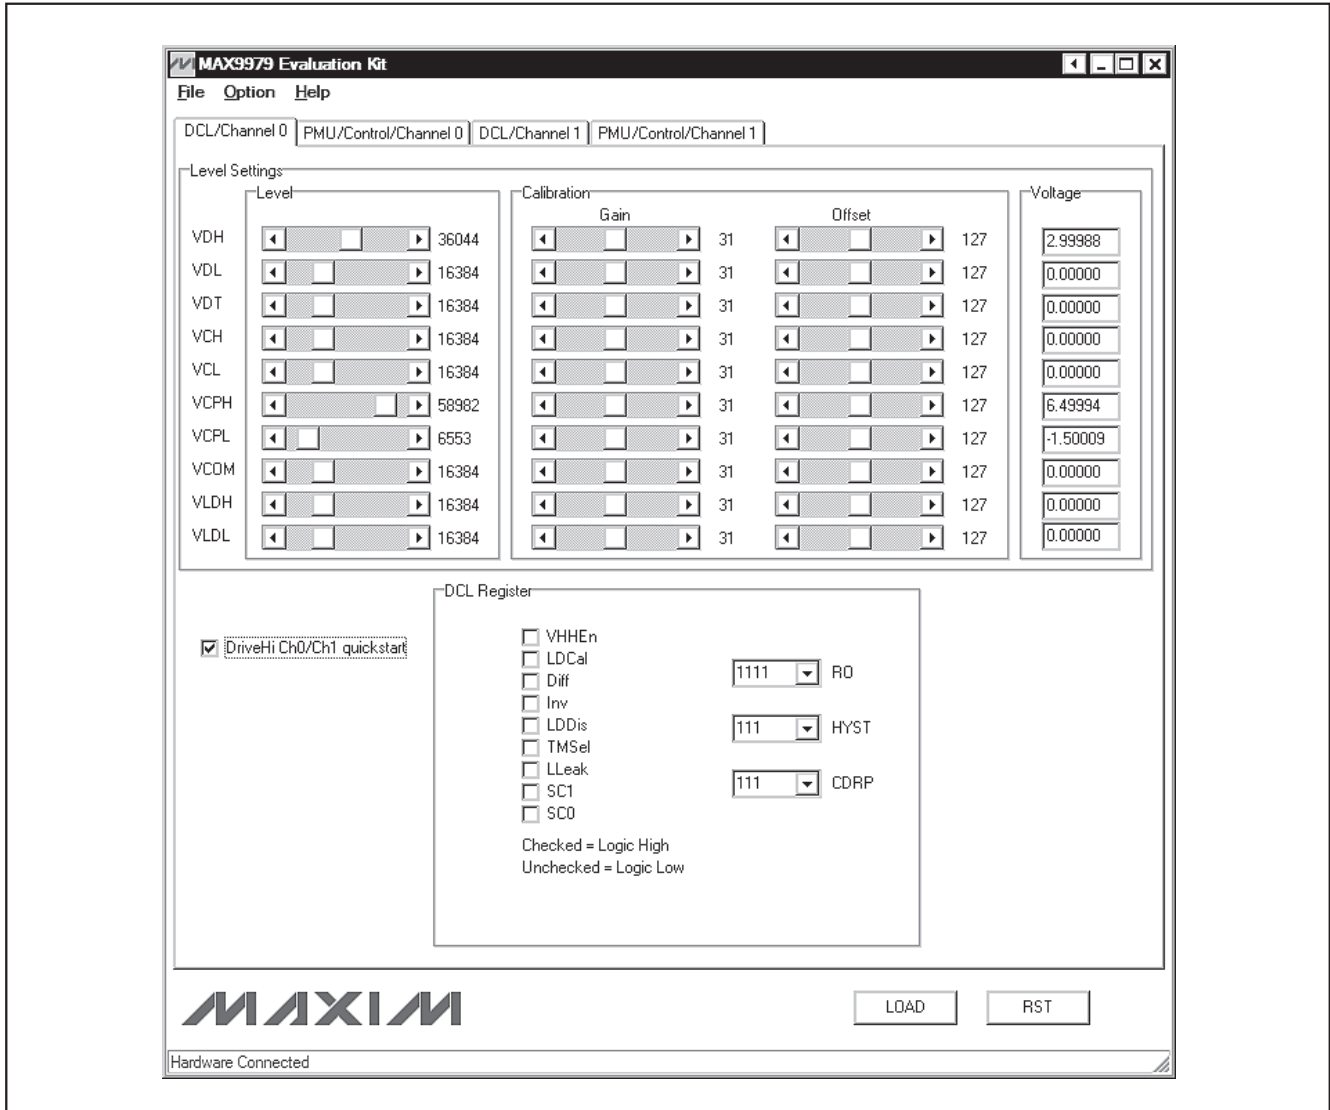 MAX9979 Evaluation Kit
File Option Help
DCL/Channel 0 PMU/Control/Channel 0 DCL/Channel 1 PMU/Control/Channel 1
Level Settings
Level Calibration Voltage
Gain Offset
VDH 36044 31 127 2.99988
VDL 16384 31 127 0.00000
VDT 16384 31 127 0.00000
VCH 16384 31 127 0.00000
VCL 16384 31 127 0.00000
VCPH 58982 31 127 6.49994
VCPL 6553 31 127 -1.50009
VCOM 16384 31 127 0.00000
VLDH 16384 31 127 0.00000
VLDL 16384 31 127 0.00000
DCL Register
DriveHi Ch0/Ch1 quickstart
VHHEn
LDCal
Diff
Inv
LDDis
TMSel
LLeak
SC1
SC0
1111 RO
111 HYST
111 CDRP
Checked = Logic High
Unchecked = Logic Low
MAXIM
LOAD RST
Hardware Connected